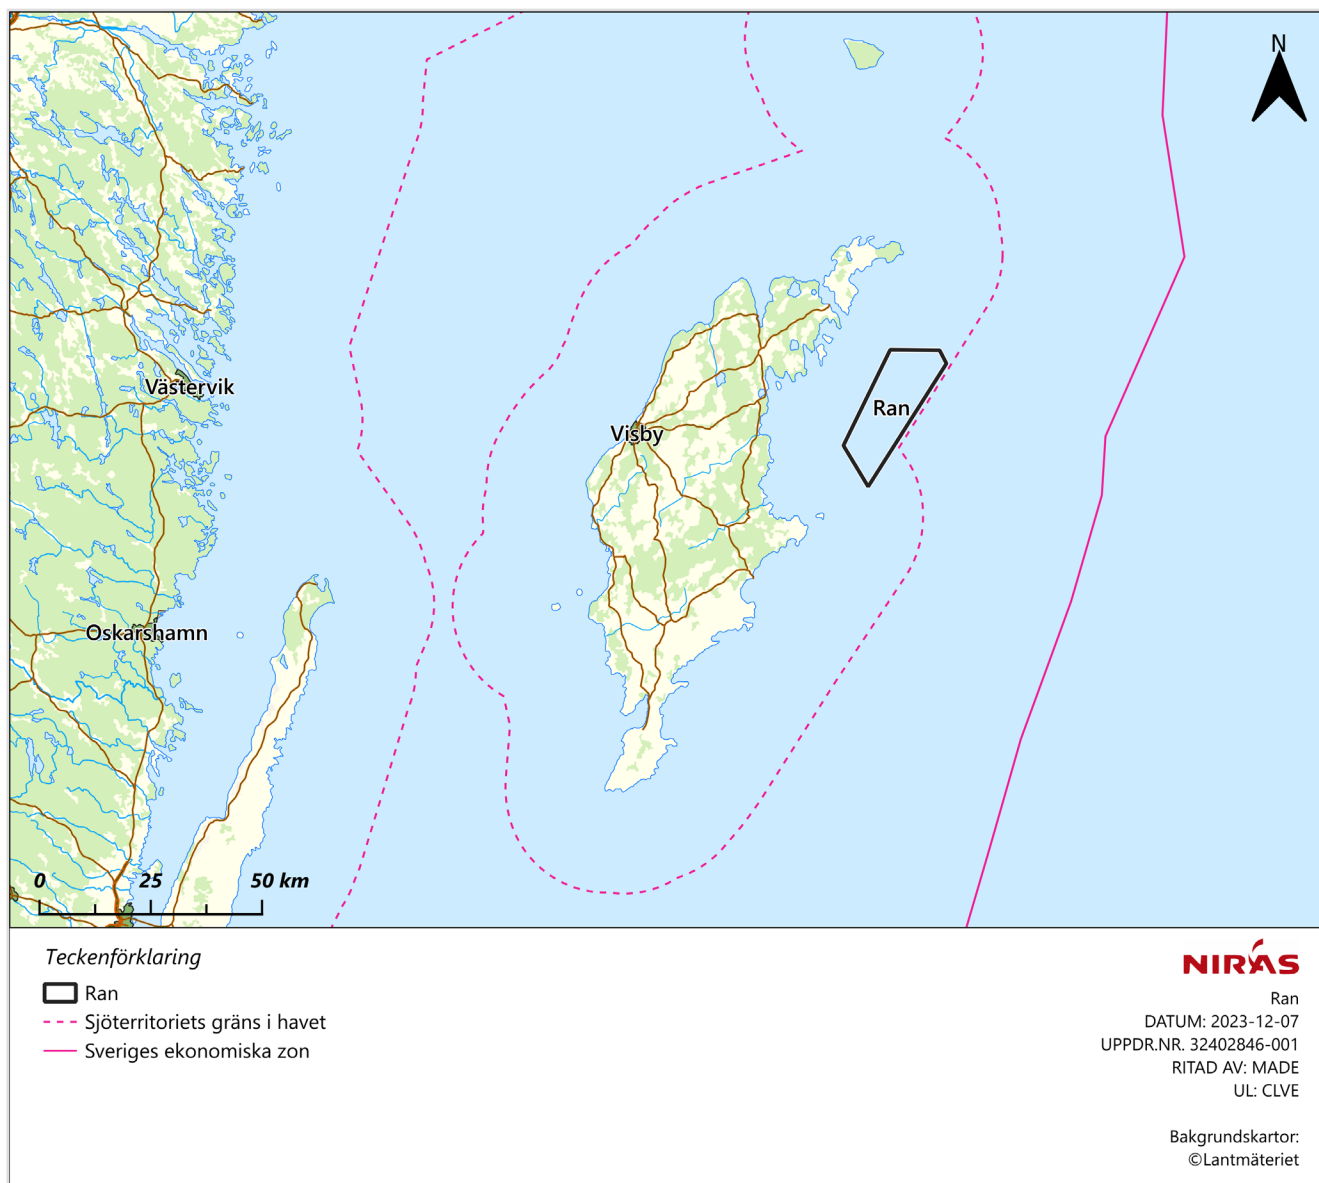 N
Västervik
Ran
Visby
Oskarshamn
0 25 50 km
Teckenförklaring
Ran
Sjöterritoriets gräns i havet
Sveriges ekonomiska zon
NIRAS
Ran
DATUM: 2023-12-07
UPPDR.NR. 32402846-001
RITAD AV: MADE
UL: CLVE
Bakgrundskartor:
©Lantmäteriet